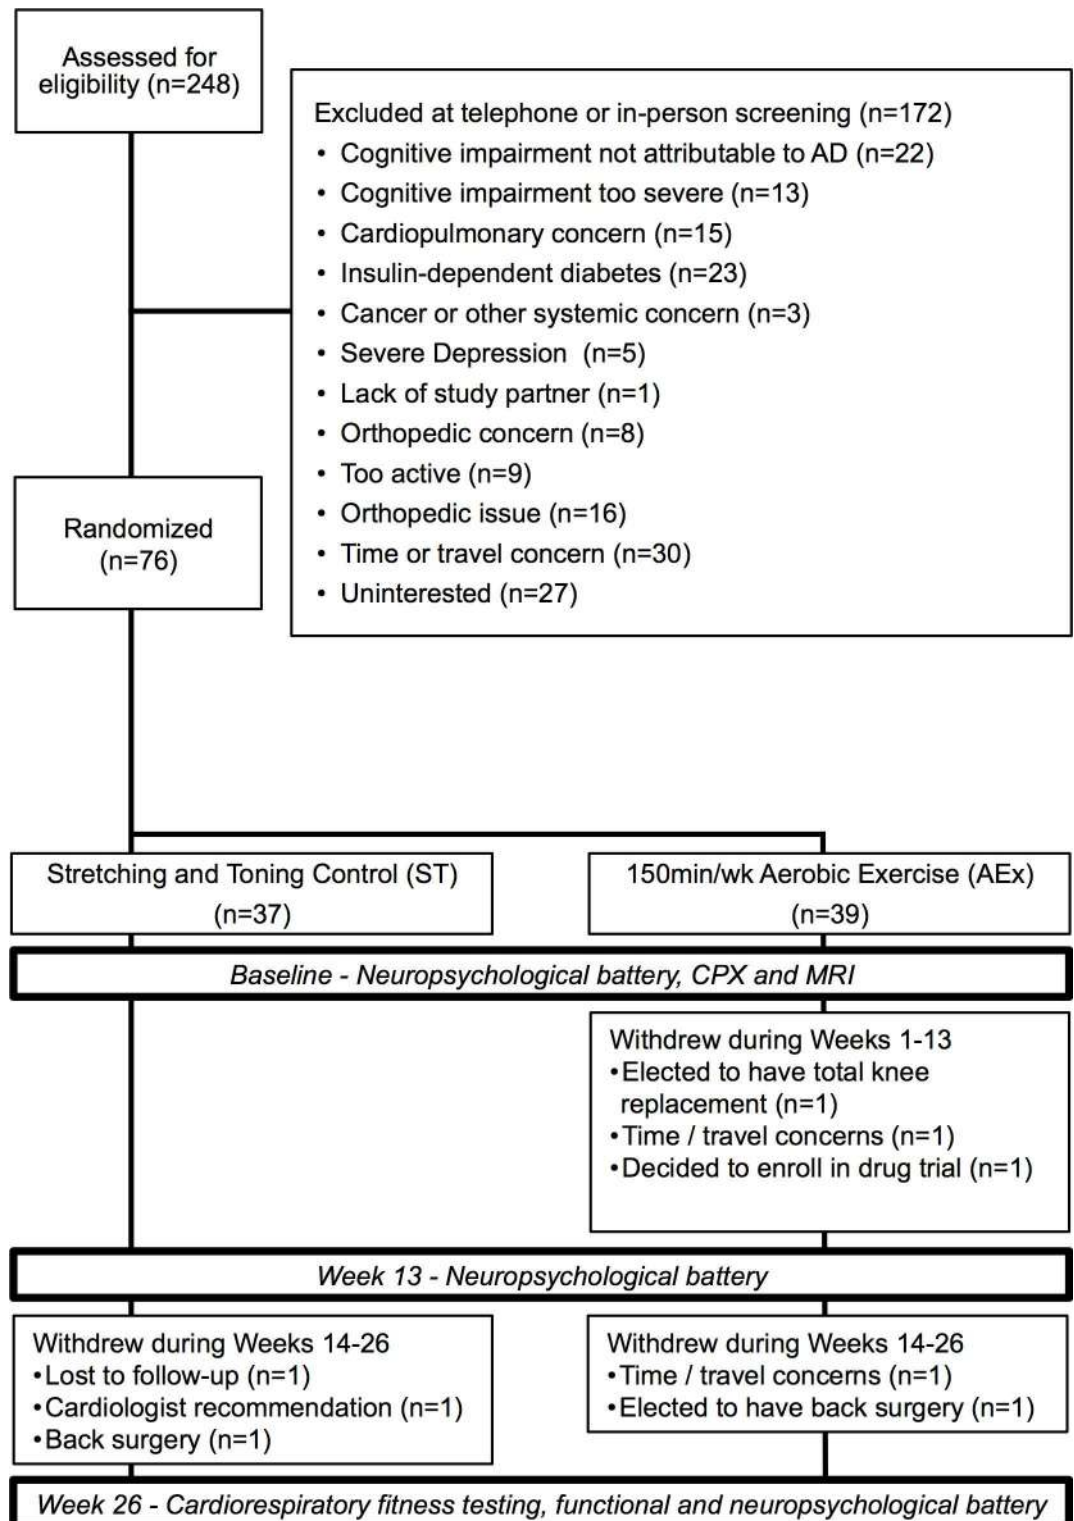 Assessed for
eligibility (n=248)
Excluded at telephone or in-person screening (n=172)
• Cognitive impairment not attributable to AD (n=22)
• Cognitive impairment too severe (n=13)
• Cardiopulmonary concern (n=15)
• Insulin-dependent diabetes (n=23)
• Cancer or other systemic concern (n=3)
• Severe Depression (n=5)
• Lack of study partner (n=1)
• Orthopedic concern (n=8)
• Too active (n=9)
• Orthopedic issue (n=16)
• Time or travel concern (n=30)
• Uninterested (n=27)
Randomized
(n=76)
Stretching and Toning Control (ST)
(n=37)
150min/wk Aerobic Exercise (AEx)
(n=39)
Baseline - Neuropsychological battery, CPX and MRI
Withdrew during Weeks 1-13
•Elected to have total knee
replacement (n=1)
•Time / travel concerns (n=1)
•Decided to enroll in drug trial (n=1)
Week 13 - Neuropsychological battery
Withdrew during Weeks 14-26
•Lost to follow-up (n=1)
•Cardiologist recommendation (n=1)
•Back surgery (n=1)
Withdrew during Weeks 14-26
•Time / travel concerns (n=1)
•Elected to have back surgery (n=1)
Week 26 - Cardiorespiratory fitness testing, functional and neuropsychological battery